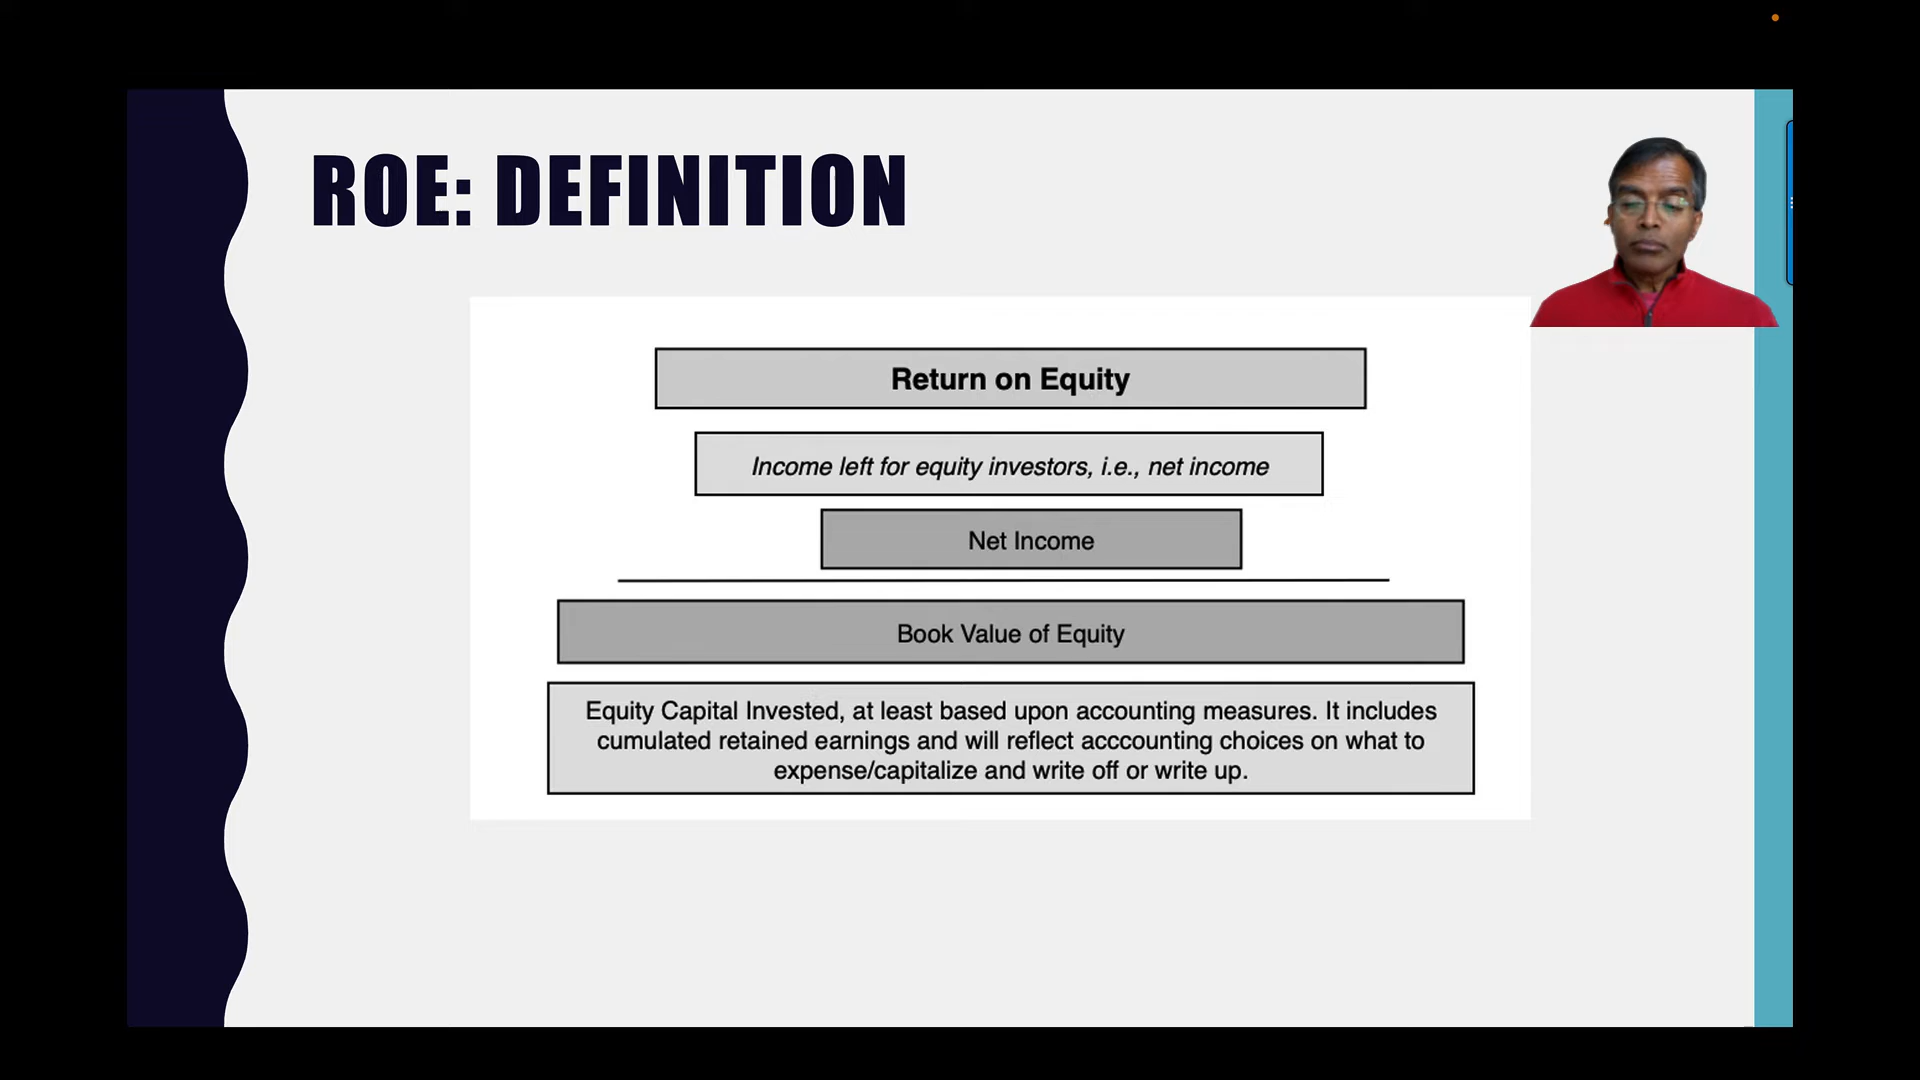 ROE: DEFINITION
Return on Equity
Income left for equity investors, i.e., net income
Net Income
Book Value of Equity
Equity Capital Invested, at least based upon accounting measures. It includes
cumulated retained earnings and will reflect acccounting choices on what to
expense/capitalize and write off or write up.